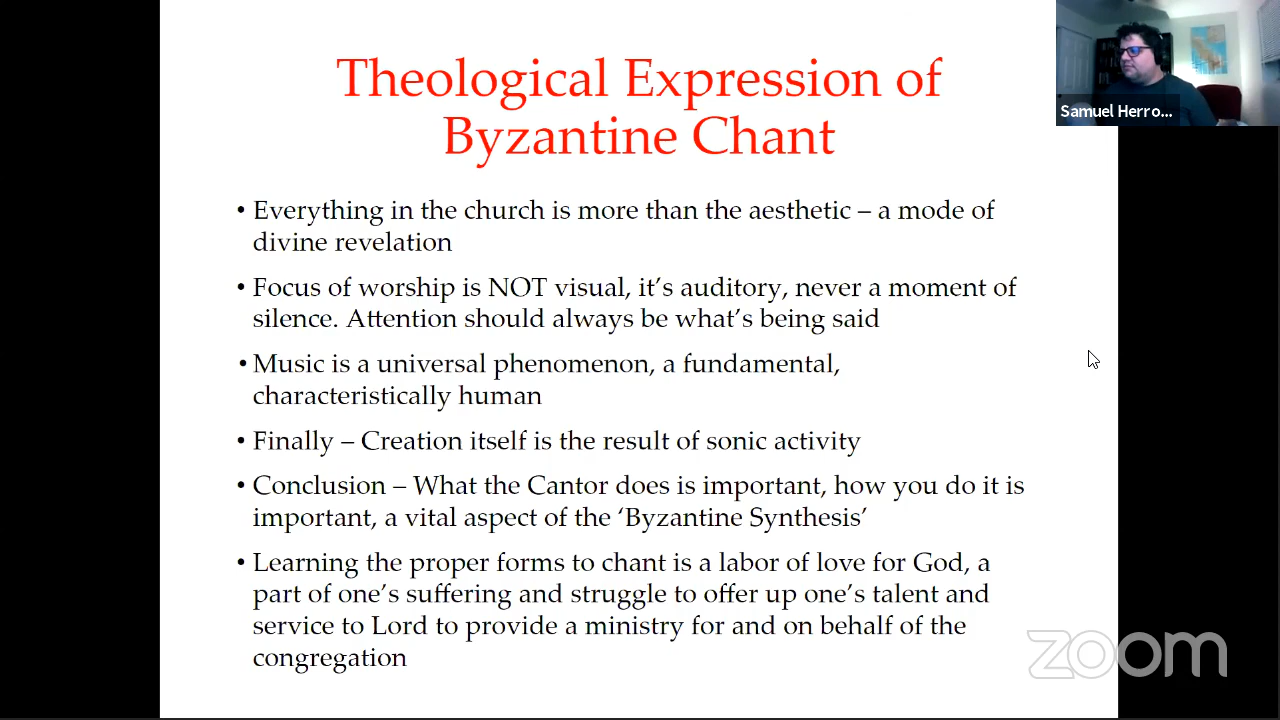 Theological Expression of
Byzantine Chant
Samuel Herro...
• Everything in the church is more than the aesthetic – a mode of
divine revelation
• Focus of worship is NOT visual, it's auditory, never a moment of
silence. Attention should always be what's being said
• Music is a universal phenomenon, a fundamental,
characteristically human
• Finally – Creation itself is the result of sonic activity
• Conclusion – What the Cantor does is important, how you do it is
important, a vital aspect of the 'Byzantine Synthesis'
• Learning the proper forms to chant is a labor of love for God, a
part of one's suffering and struggle to offer up one's talent and
service to Lord to provide a ministry for and on behalf of the
congregation
zoom